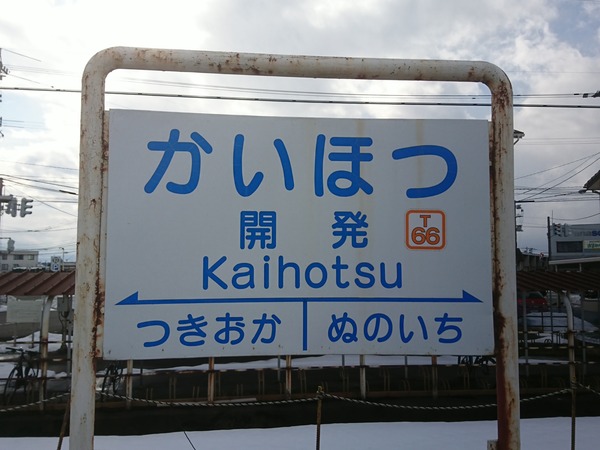 かいほつ
開発 T 66
Kaihotsu
つきおか ぬのいち